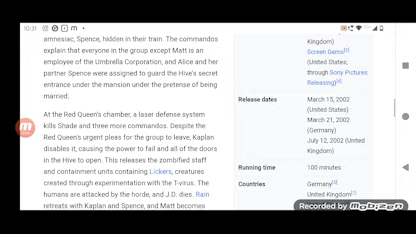 10:31
amnesiac, Spence, hidden in their train. The commandos
explain that everyone in the group except Matt is an
employee of the Umbrella Corporation, and Alice and her
partner Spence were assigned to guard the Hive's secret
entrance under the mansion under the pretense of being
married.
At the Red Queen's chamber, a laser defense system
kills Shade and three more commandos. Despite the
Red Queen's urgent pleas for the group to leave, Kaplan
disables it, causing the power to fail and all of the doors
in the Hive to open. This releases the zombified staff
and containment units containing Lickers, creatures
created through experimentation with the T-virus. The
humans are attacked by the horde, and J.D. dies. Rain
retreats with Kaplan and Spence, and Matt becomes
Kingdom)
Screen Gems[2]
(United States,
through Sony Pictures
Releasing)
Release dates
March 15, 2002
(United States)
March 21, 2002
(Germany)
July 12, 2002 (United
Kingdom)
Running time
100 minutes
Countries
Germany
United Kingdom
Recorded by MOBIZEN